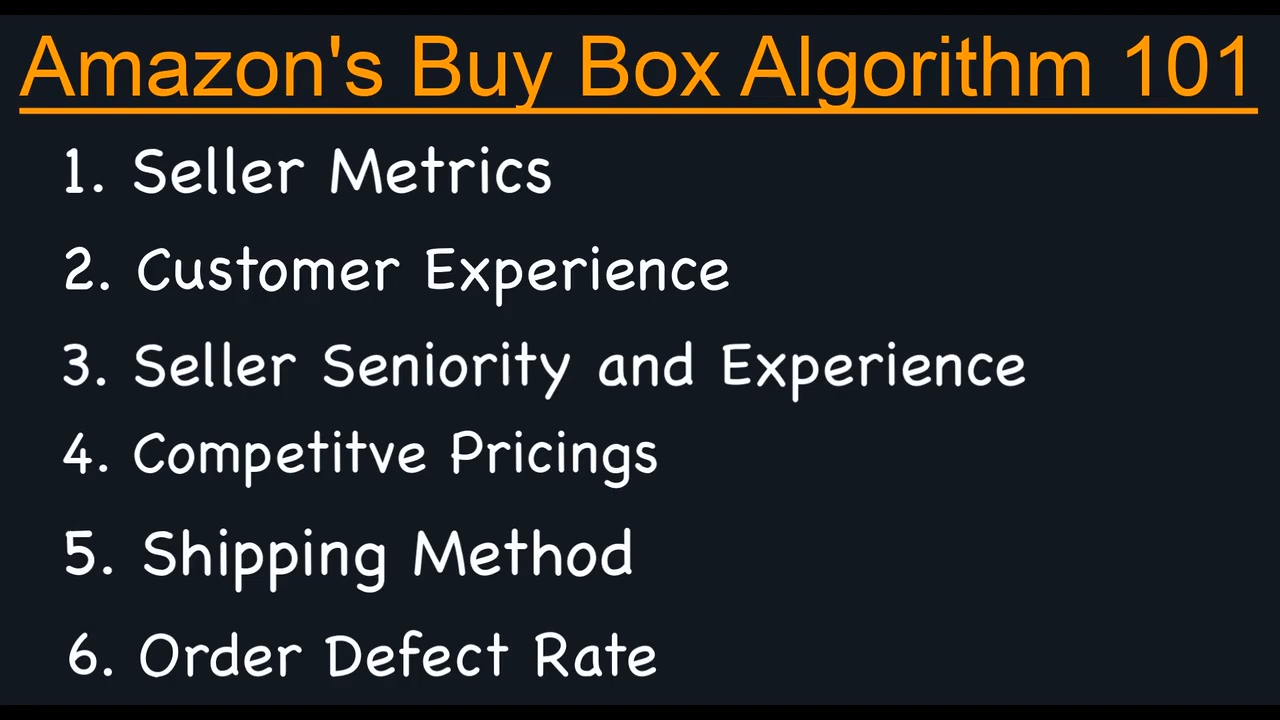 Amazon's Buy Box Algorithm 101
1. Seller Metrics
2. Customer Experience
3. Seller Seniority and Experience
4. Competitve Pricings
5. Shipping Method
6. Order Defect Rate